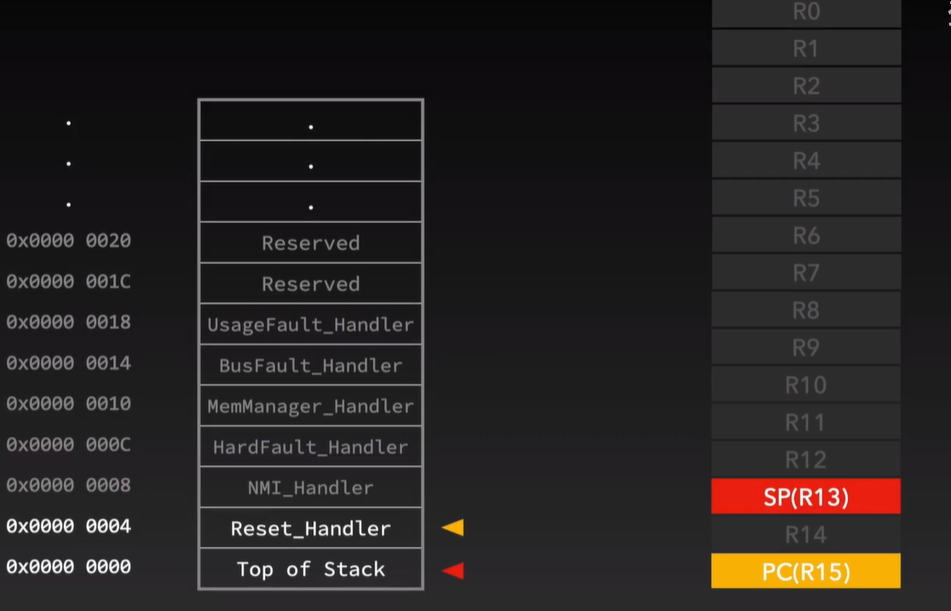 R0
R1
R2
. . R3
. . R4
. . R5
0x0000 0020 Reserved R6
0x0000 001C Reserved R7
0x0000 0018 UsageFault_Handler R8
0x0000 0014 BusFault_Handler R9
0x0000 0010 MemManager_Handler R10
0x0000 000C HardFault_Handler R11
R12
0x0000 0008 NMI_Handler SP(R13)
0x0000 0004 Reset_Handler R14
0x0000 0000 Top of Stack PC(R15)